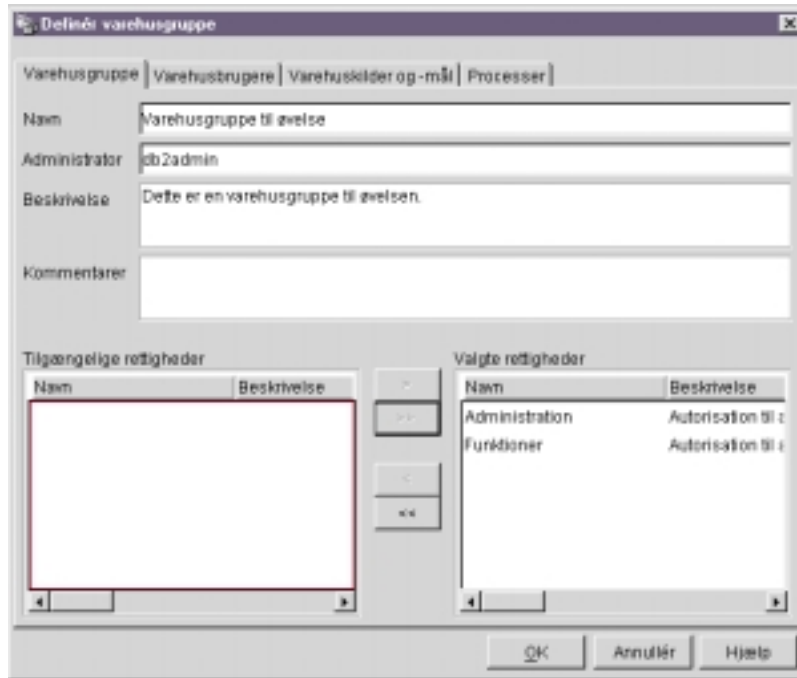 Definér varehusgruppe
Varehusgruppe Varehusbrugere Varehuskilder og -mål Processer
Navn Varehusgruppe til øvelse
Administrator db2admin
Beskrivelse Dette er en varehusgruppe til øvelsen.
Kommentarer
Tilgængelige rettigheder Valgte rettigheder
Navn Beskrivelse > Navn Beskrivelse
>> Administration Autorisation til a
Funktioner Autorisation til a
<
<<
OK Annullér Hjælp